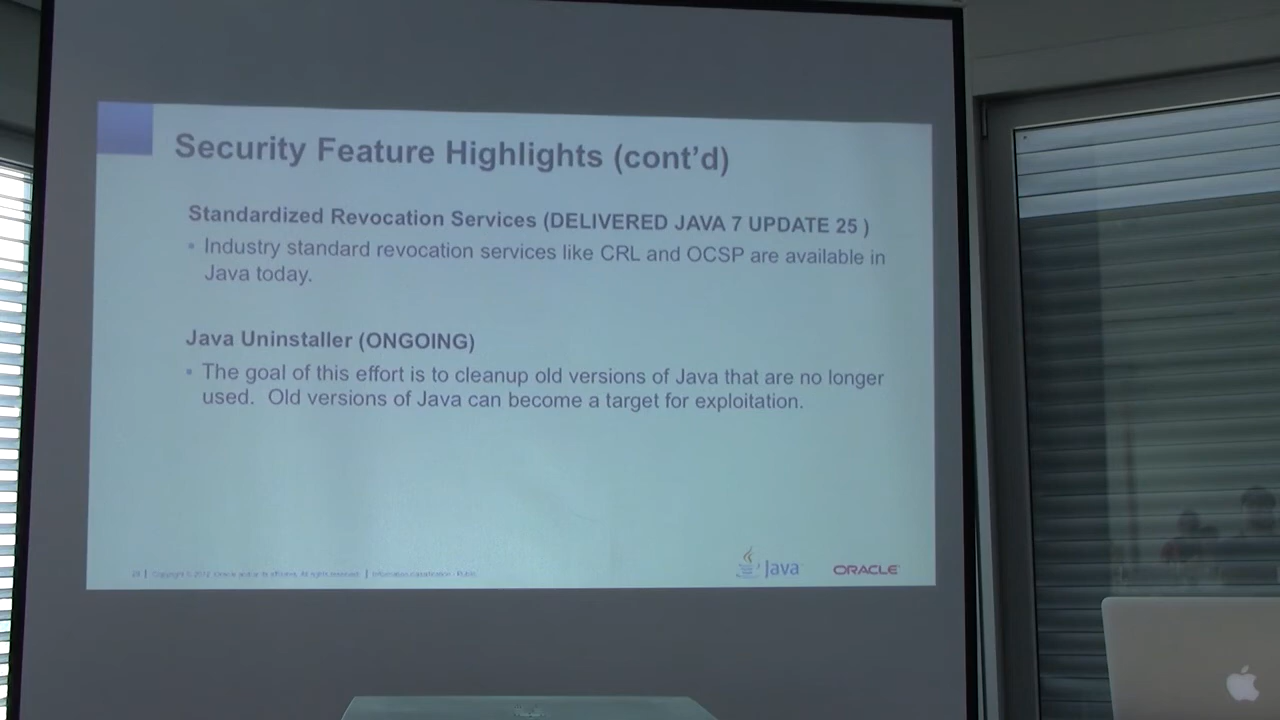 Security Feature Highlights (cont’d)
Standardized Revocation Services (DELIVERED JAVA 7 UPDATE 25 )
Industry standard revocation services like CRL and OCSP are available in
Java today.
Java Uninstaller (ONGOING)
The goal of this effort is to cleanup old versions of Java that are no longer
used. Old versions of Java can become a target for exploitation.
Java
ORACLE